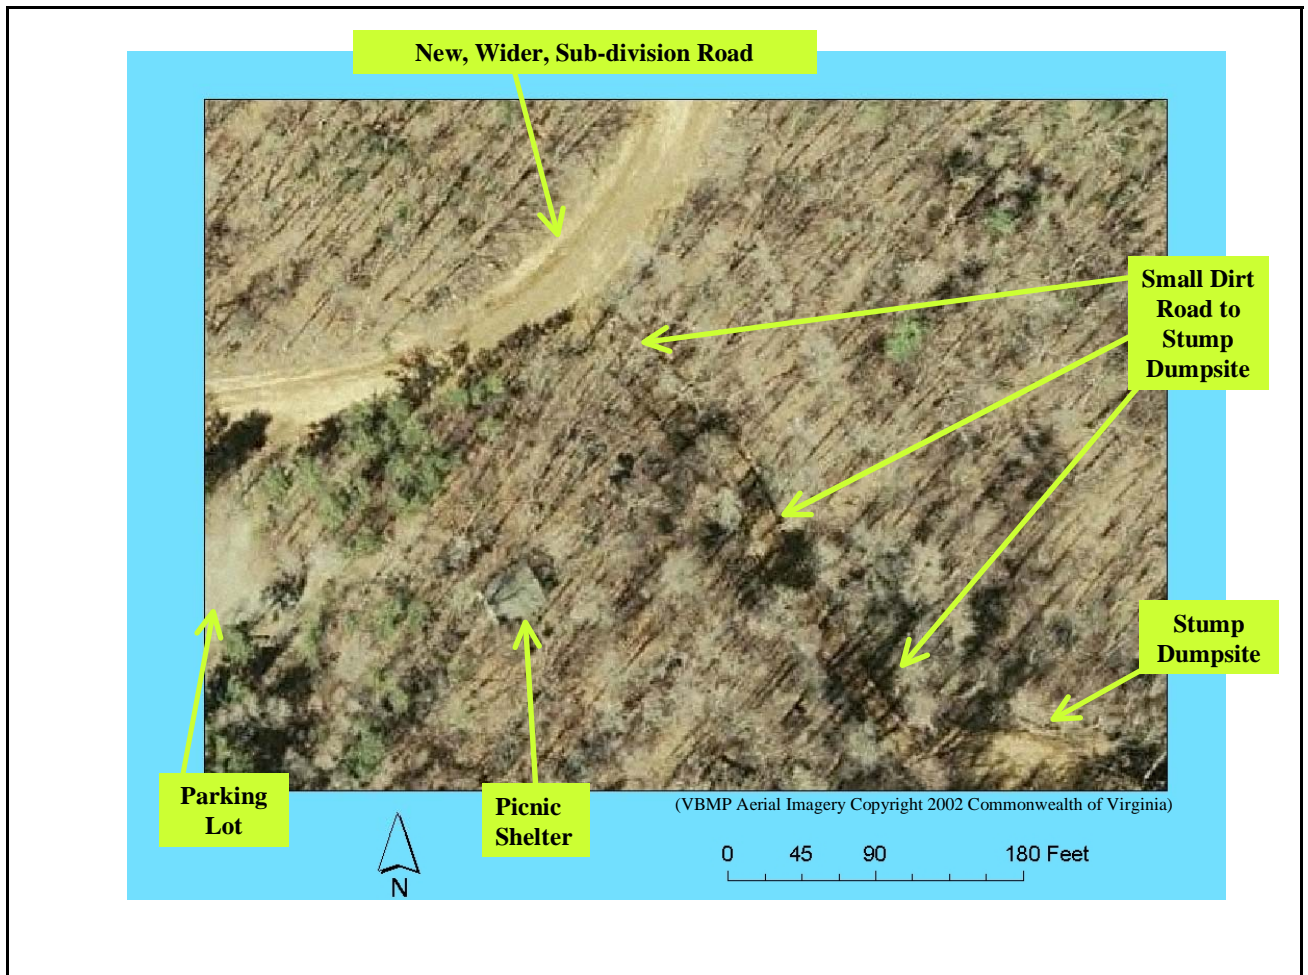 New, Wider, Sub-division Road
Small Dirt
Road to
Stump
Dumpsite
Stump
Dumpsite
Parking
Lot
Picnic
Shelter
(VBMP Aerial Imagery Copyright 2002 Commonwealth of Virginia)
N
0 45 90 180 Feet